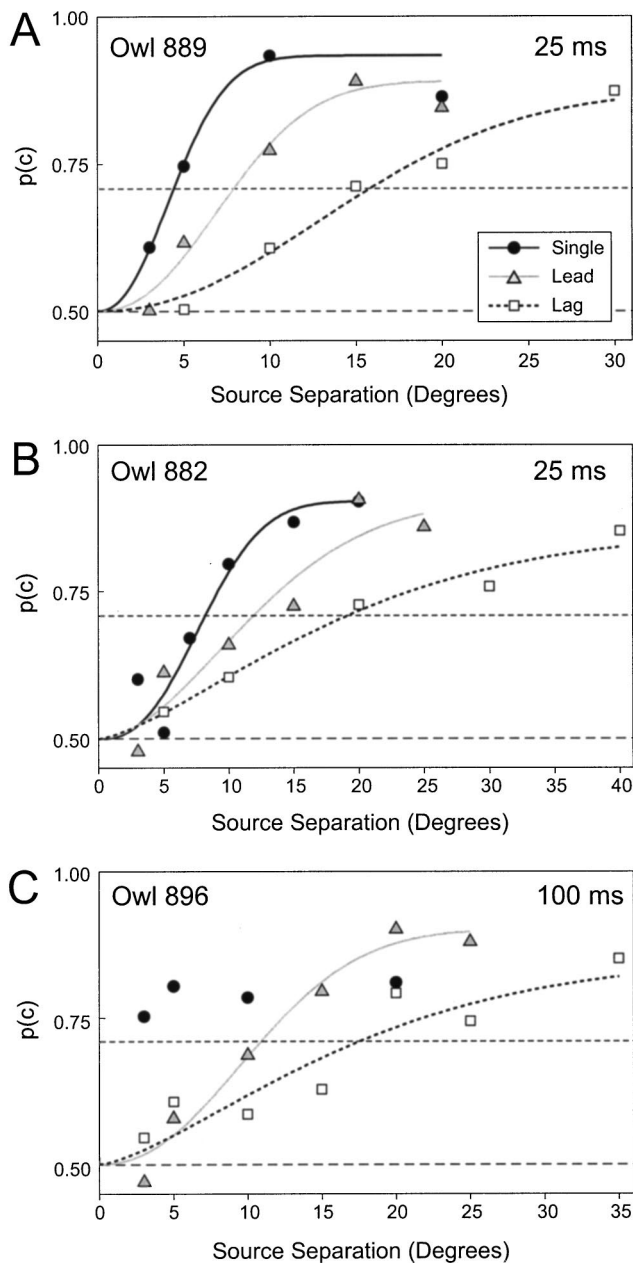 A
Owl 889 25 ms
1.00
0.75
0.50
p(c)
Single
Lead
Lag
0 5 10 15 20 25 30
Source Separation (Degrees)
B
Owl 882 25 ms
1.00
0.75
0.50
p(c)
0 5 10 15 20 25 30 35 40
Source Separation (Degrees)
C
Owl 896 100 ms
1.00
0.75
0.50
p(c)
0 5 10 15 20 25 30 35
Source Separation (Degrees)